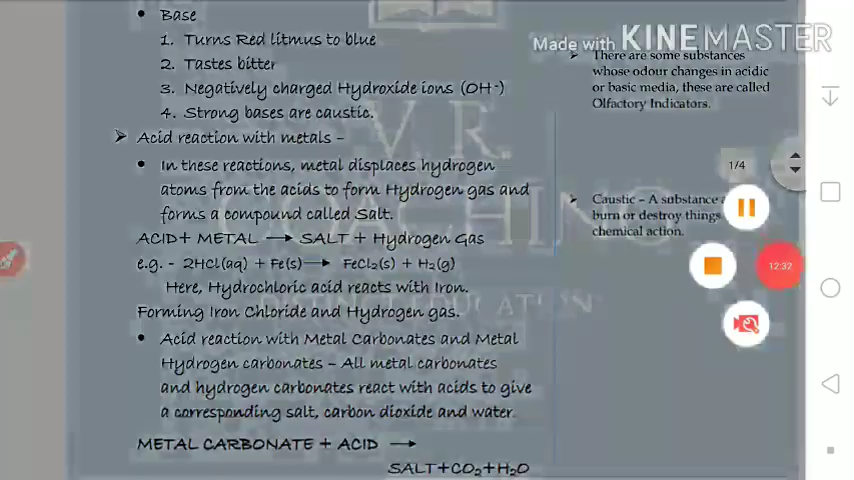 • Base
1. Turns Red litmus to blue
2. Tastes bitter
3. Negatively charged Hydroxide ions (OH⁻)
4. Strong bases are caustic.
➢ Acid reaction with metals –
• In these reactions, metal displaces hydrogen
atoms from the acids to form Hydrogen gas and
forms a compound called Salt.
ACID+ METAL → SALT + Hydrogen Gas
e.g. - 2HCl(aq) + Fe(s) → FeCl₂(s) + H₂(g)
Here, Hydrochloric acid reacts with Iron.
Forming Iron Chloride and Hydrogen gas.
• Acid reaction with Metal Carbonates and Metal
Hydrogen carbonates – All metal carbonates
and hydrogen carbonates react with acids to give
a corresponding salt, carbon dioxide and water.
METAL CARBONATE + ACID →
SALT+CO₂+H₂O
Made with KINEMASTER
➢ There are some substances
whose odour changes in acidic
or basic media, these are called
Olfactory Indicators.
1/4
➢ Caustic – A substance
burn or destroy things
chemical action.
12:32
V.R.
COACHING
DISTINCT EDUCATION